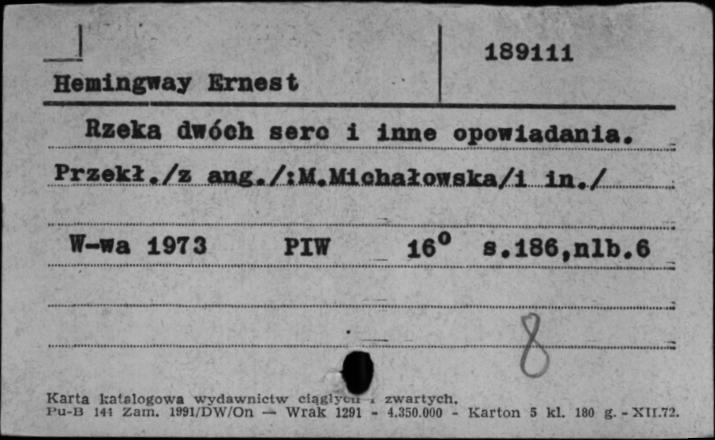 189111
Hemingway Ernest
Rzeka dwóch serc i inne opowiadania.
Przekł./z ang./:M.Michałowska/i in./
W-wa 1973 PIW 16° s.186,nlb.6
8
Karta katalogowa wydawnictw ciągłych i zwartych.
Pu-B 141 Zam. 1991/DW/On — Wrak 1291 - 4.350.000 - Karton 5 kl. 180 g. - XII.72.